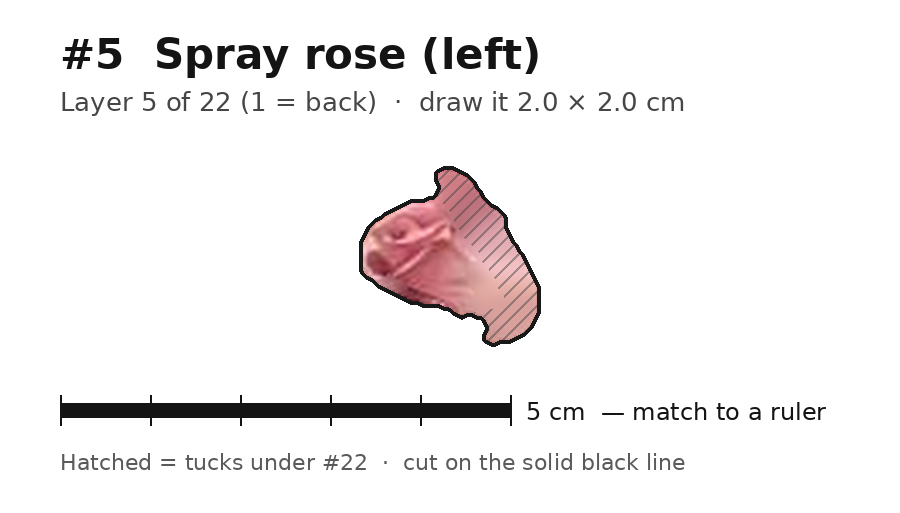 #5 Spray rose (left)
Layer 5 of 22 (1 = back) · draw it 2.0 × 2.0 cm
5 cm — match to a ruler
Hatched = tucks under #22 · cut on the solid black line